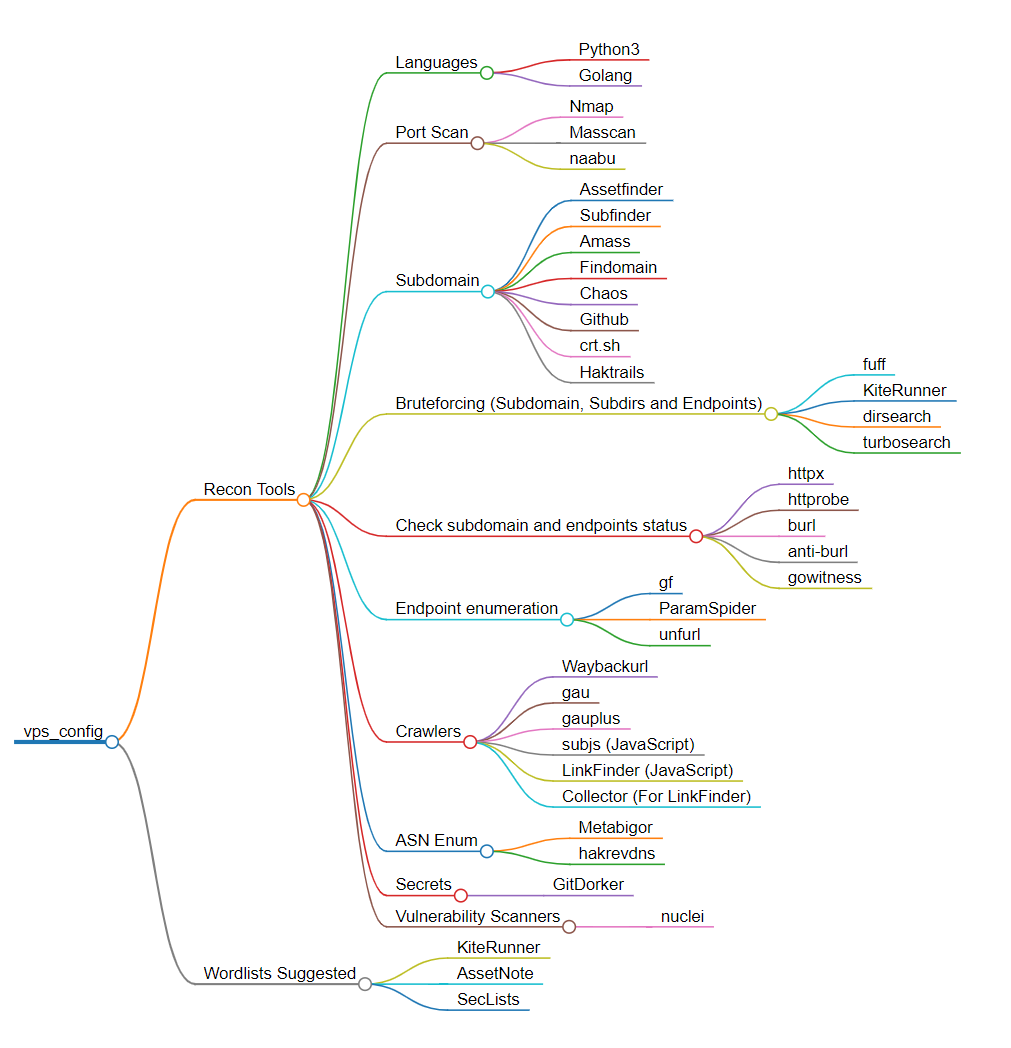 Languages
Python3
Golang
Port Scan
Nmap
Masscan
naabu
Subdomain
Assetfinder
Subfinder
Amass
Findomain
Chaos
Github
crt.sh
Haktrails
Bruteforcing (Subdomain, Subdirs and Endpoints)
fuff
KiteRunner
dirsearch
turbosearch
Recon Tools
Check subdomain and endpoints status
httpx
httprobe
burl
anti-burl
gowitness
Endpoint enumeration
gf
ParamSpider
unfurl
vps_config
Crawlers
Waybackurl
gau
gauplus
subjs (JavaScript)
LinkFinder (JavaScript)
Collector (For LinkFinder)
ASN Enum
Metabigor
hakrevdns
Secrets
GitDorker
Vulnerability Scanners
nuclei
Wordlists Suggested
KiteRunner
AssetNote
SecLists